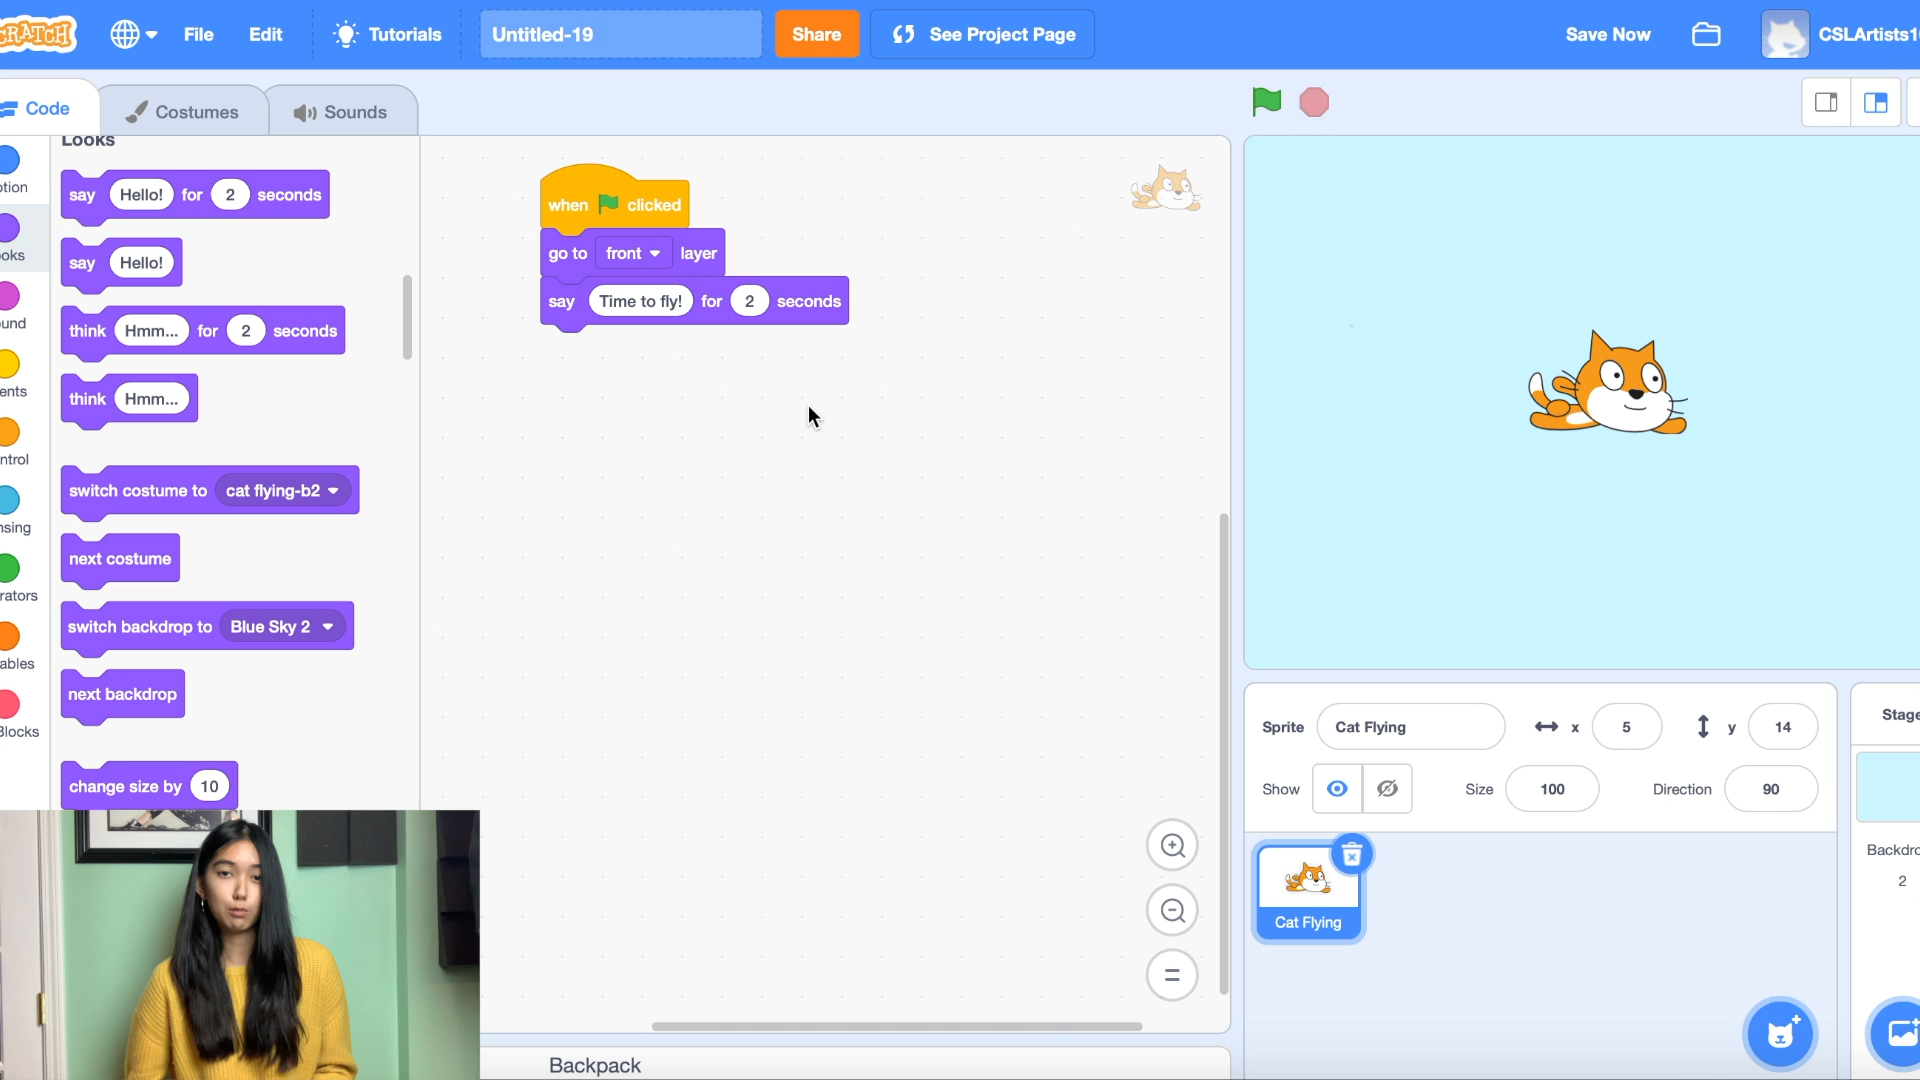 CRATCH
File
Edit
Tutorials
Untitled-19
Share
See Project Page
Save Now
CSLArtists1
Code
Costumes
Sounds
Looks
say Hello! for 2 seconds
say Hello!
think Hmm... for 2 seconds
think Hmm...
switch costume to cat flying-b2
next costume
switch backdrop to Blue Sky 2
next backdrop
change size by 10
otion
ooks
und
ents
ntrol
nsing
rators
ables
Blocks
when clicked
go to front layer
say Time to fly! for 2 seconds
Sprite Cat Flying x 5 y 14
Show Size 100 Direction 90
Cat Flying
Stage
Backdro
2
Backpack